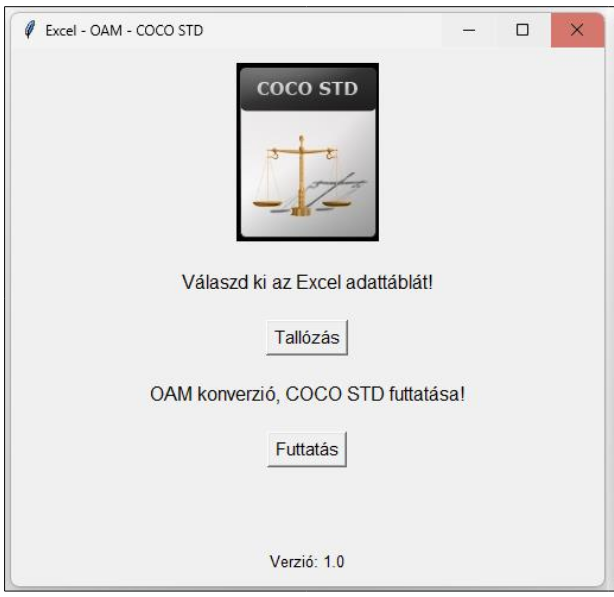 Excel - OAM - COCO STD
COCO STD
Válaszd ki az Excel adattáblát!
Tallózás
OAM konverzió, COCO STD futtatása!
Futtatás
Verzió: 1.0